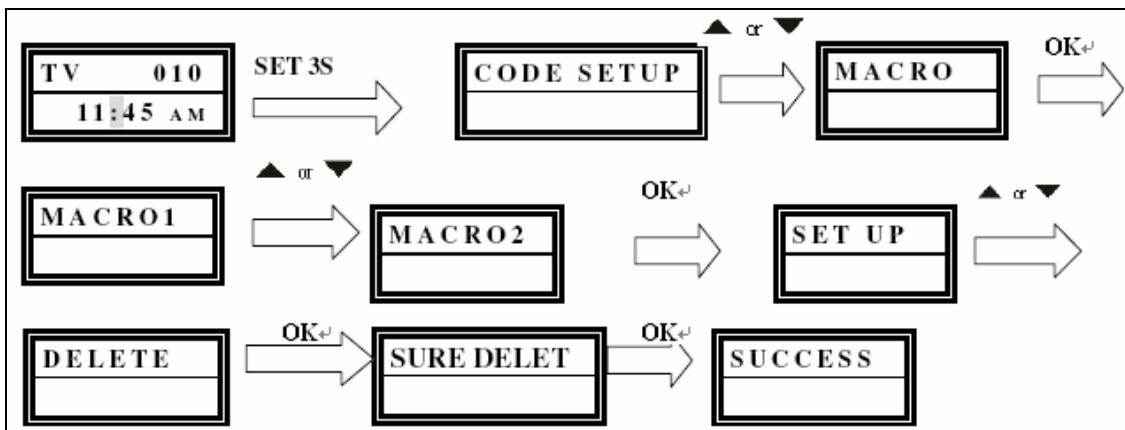 ▲ or ▼
TV 010
11:45 AM
SET 3S
CODE SETUP
MACRO
OK↵
MACRO1
▲ or ▼
MACRO2
OK↵
SET UP
▲ or ▼
DELETE
OK↵
SURE DELET
OK↵
SUCCESS